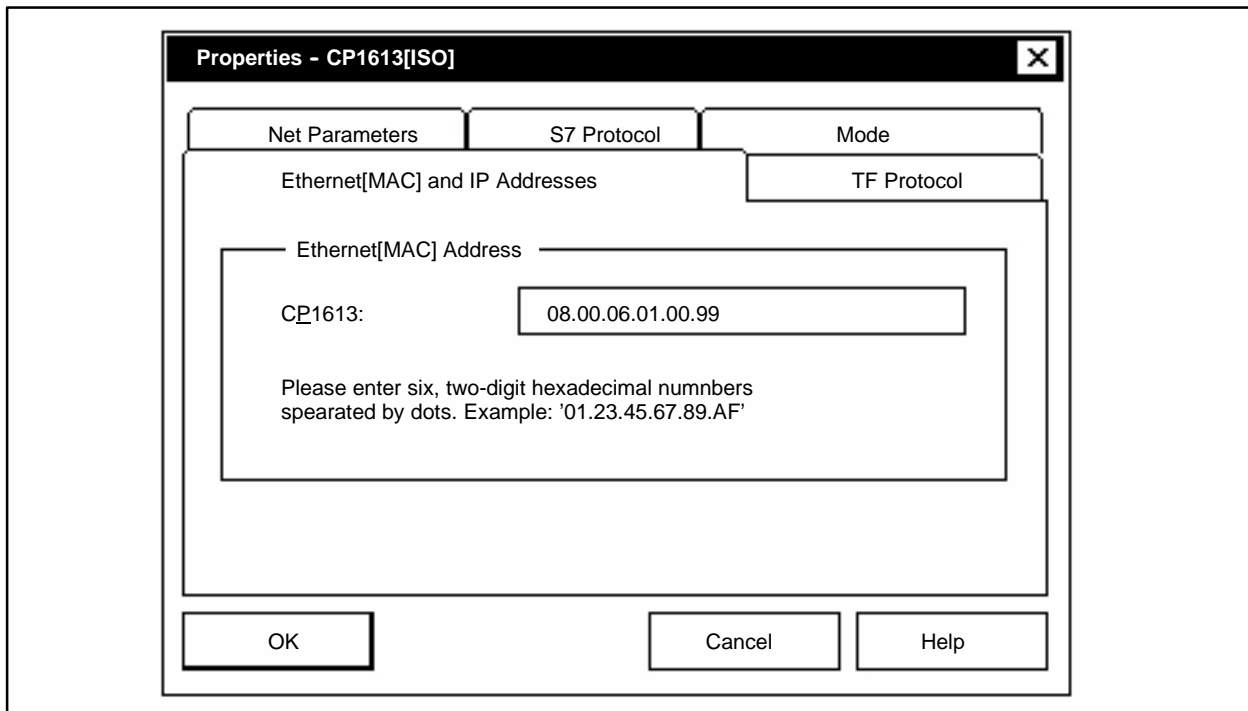 Properties - CP1613[ISO]
Net Parameters
S7 Protocol
Mode
Ethernet[MAC] and IP Addresses
TF Protocol
Ethernet[MAC] Address
CP1613:
08.00.06.01.00.99
Please enter six, two-digit hexadecimal numnbers
spearated by dots. Example: ’01.23.45.67.89.AF’
OK
Cancel
Help